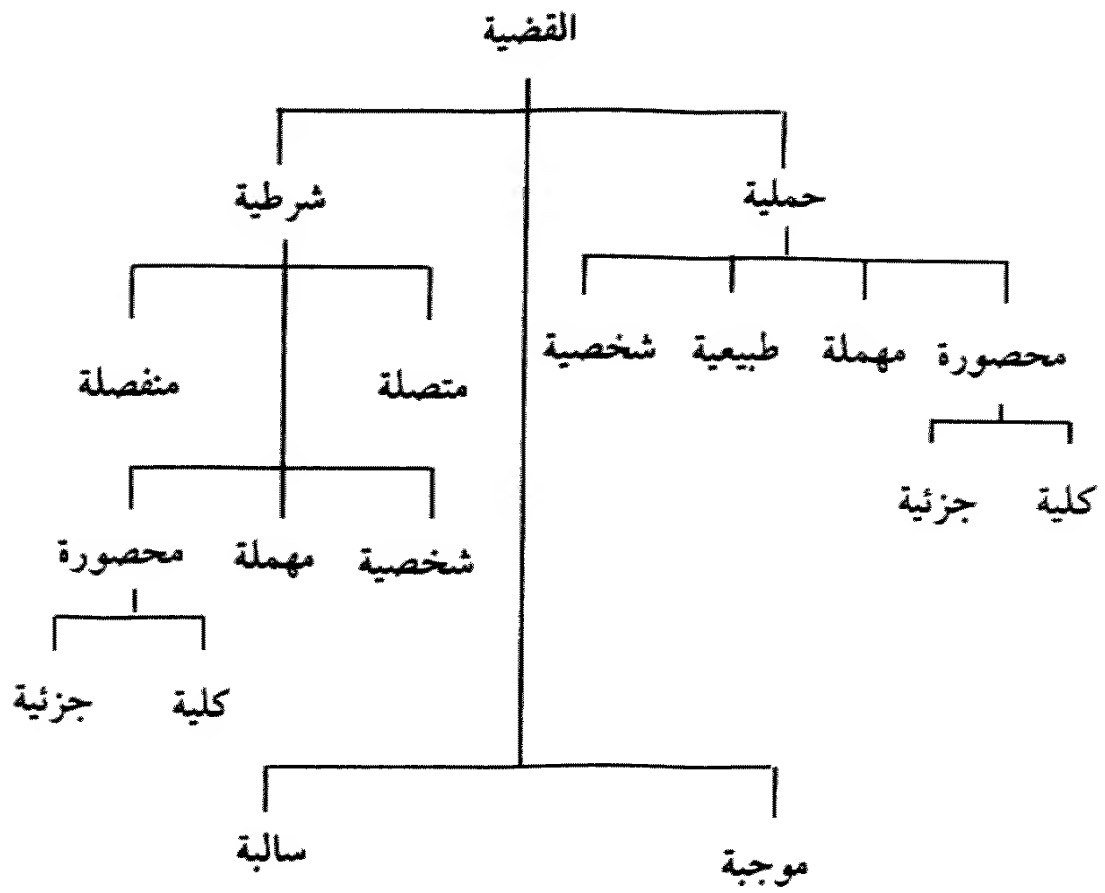 القضية
حملية شرطية
محصورة مهملة طبيعية شخصية
متصلة منفصلة
كلية جزئية
شخصية مهملة محصورة
كلية جزئية
موجبة سالبة